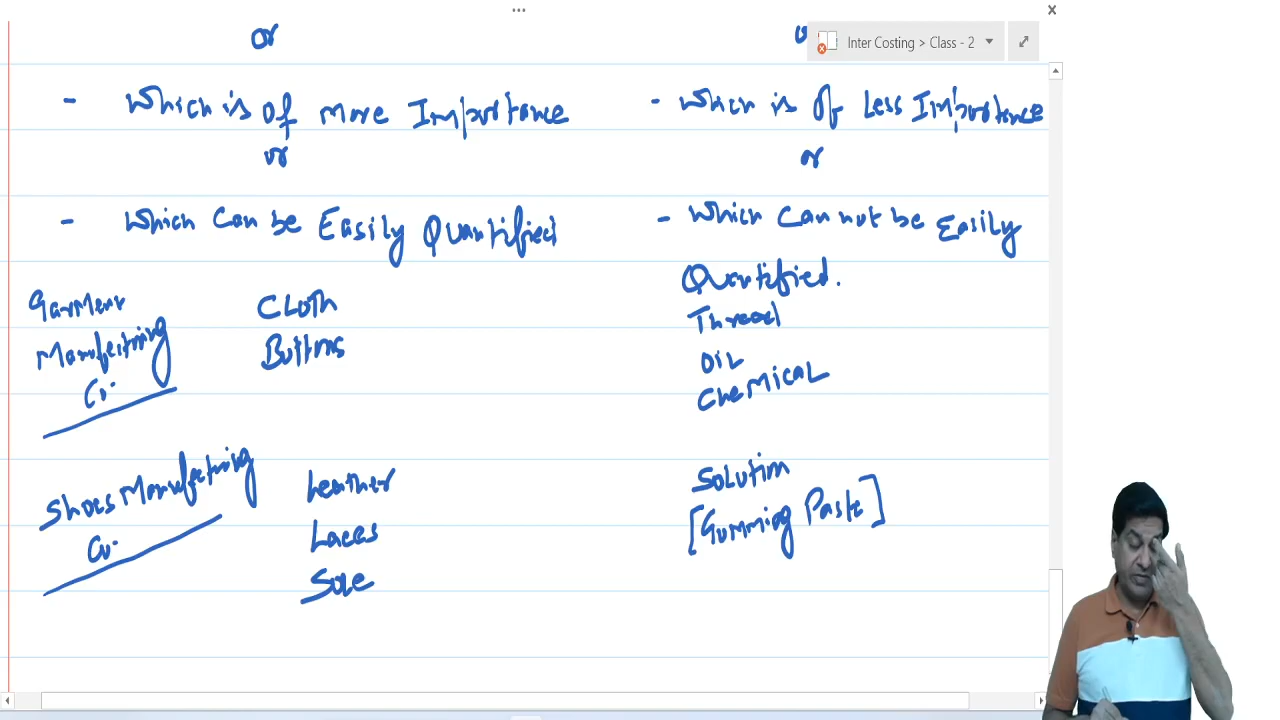 or
Inter Costing > Class - 2
- Which is of More Importance
- Which is of Less Importance
or
or
- Which Can be Easily Quantified
- Which Can not be Easily
Quantified.
Garment
Manufecitring
Co.
Cloth
Buttons
Thread
Oil
Chemical
Shoes Manufectring
Co.
Leather
Laces
Sole
Solution
[Gumming Paste]